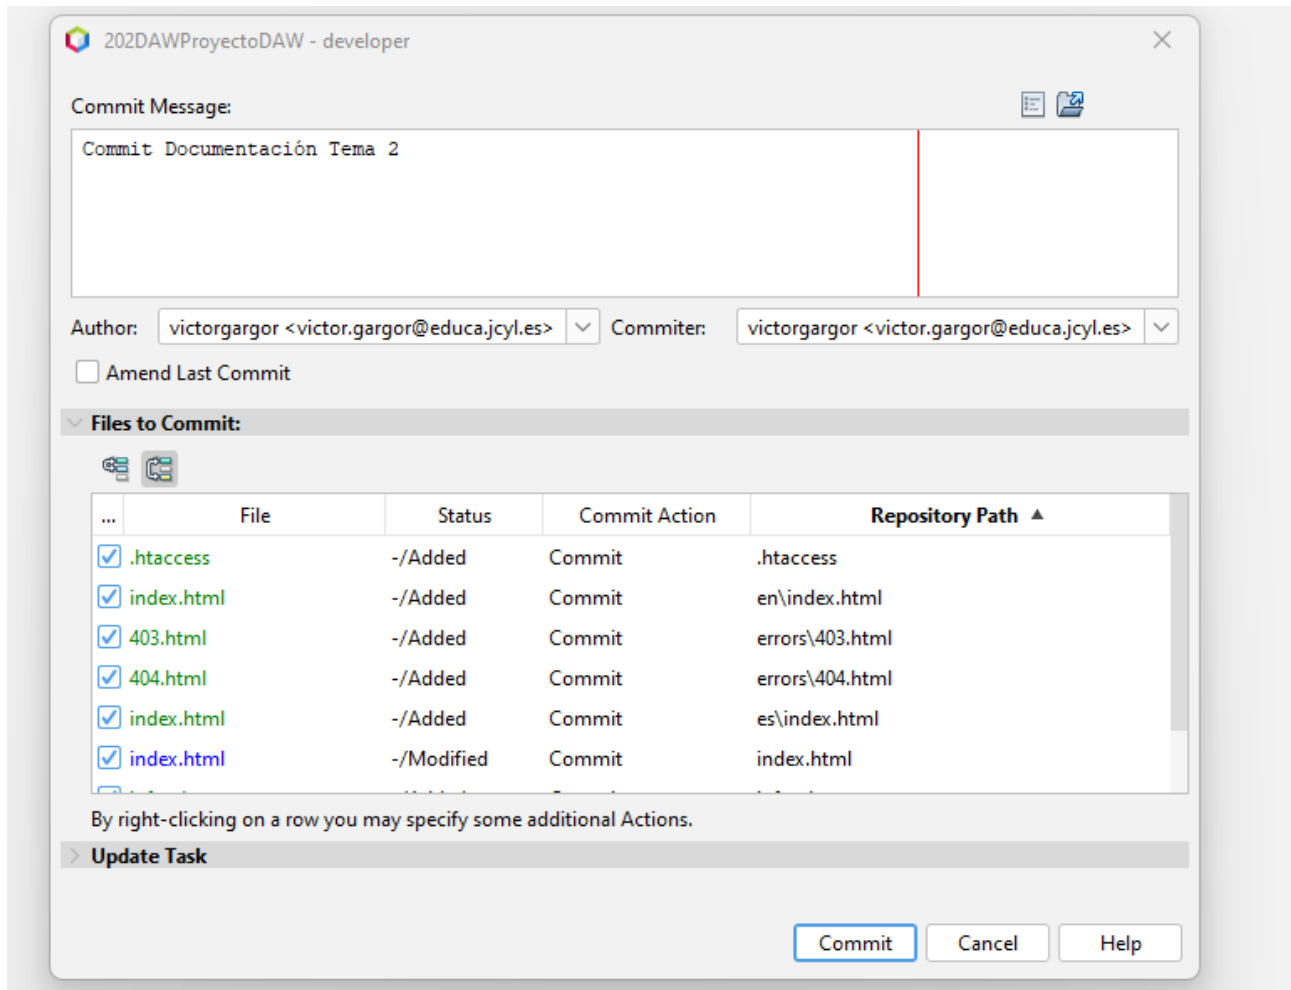 202DAWProyectoDAW - developer
Commit Message:
Commit Documentación Tema 2
Author: victorgargor <victor.gargor@educa.jcyl.es> Commiter: victorgargor <victor.gargor@educa.jcyl.es>
Amend Last Commit
Files to Commit:
... File Status Commit Action Repository Path
.htaccess -/Added Commit .htaccess
index.html -/Added Commit en\index.html
403.html -/Added Commit errors\403.html
404.html -/Added Commit errors\404.html
index.html -/Added Commit es\index.html
index.html -/Modified Commit index.html
By right-clicking on a row you may specify some additional Actions.
Update Task
Commit Cancel Help